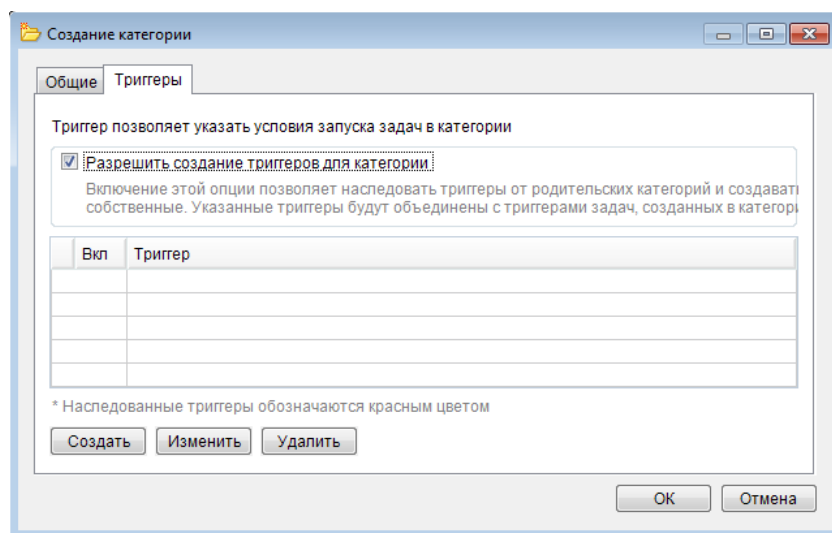 Создание категории
Общие
Триггеры
Триггер позволяет указать условия запуска задач в категории
Разрешить создание триггеров для категории
Включение этой опции позволяет наследовать триггеры от родительских категорий и создават
собственные. Указанные триггеры будут объединены с триггерами задач, созданных в категори
Вкл Триггер
* Наследованные триггеры обозначаются красным цветом
Создать Изменить Удалить
ОК Отмена